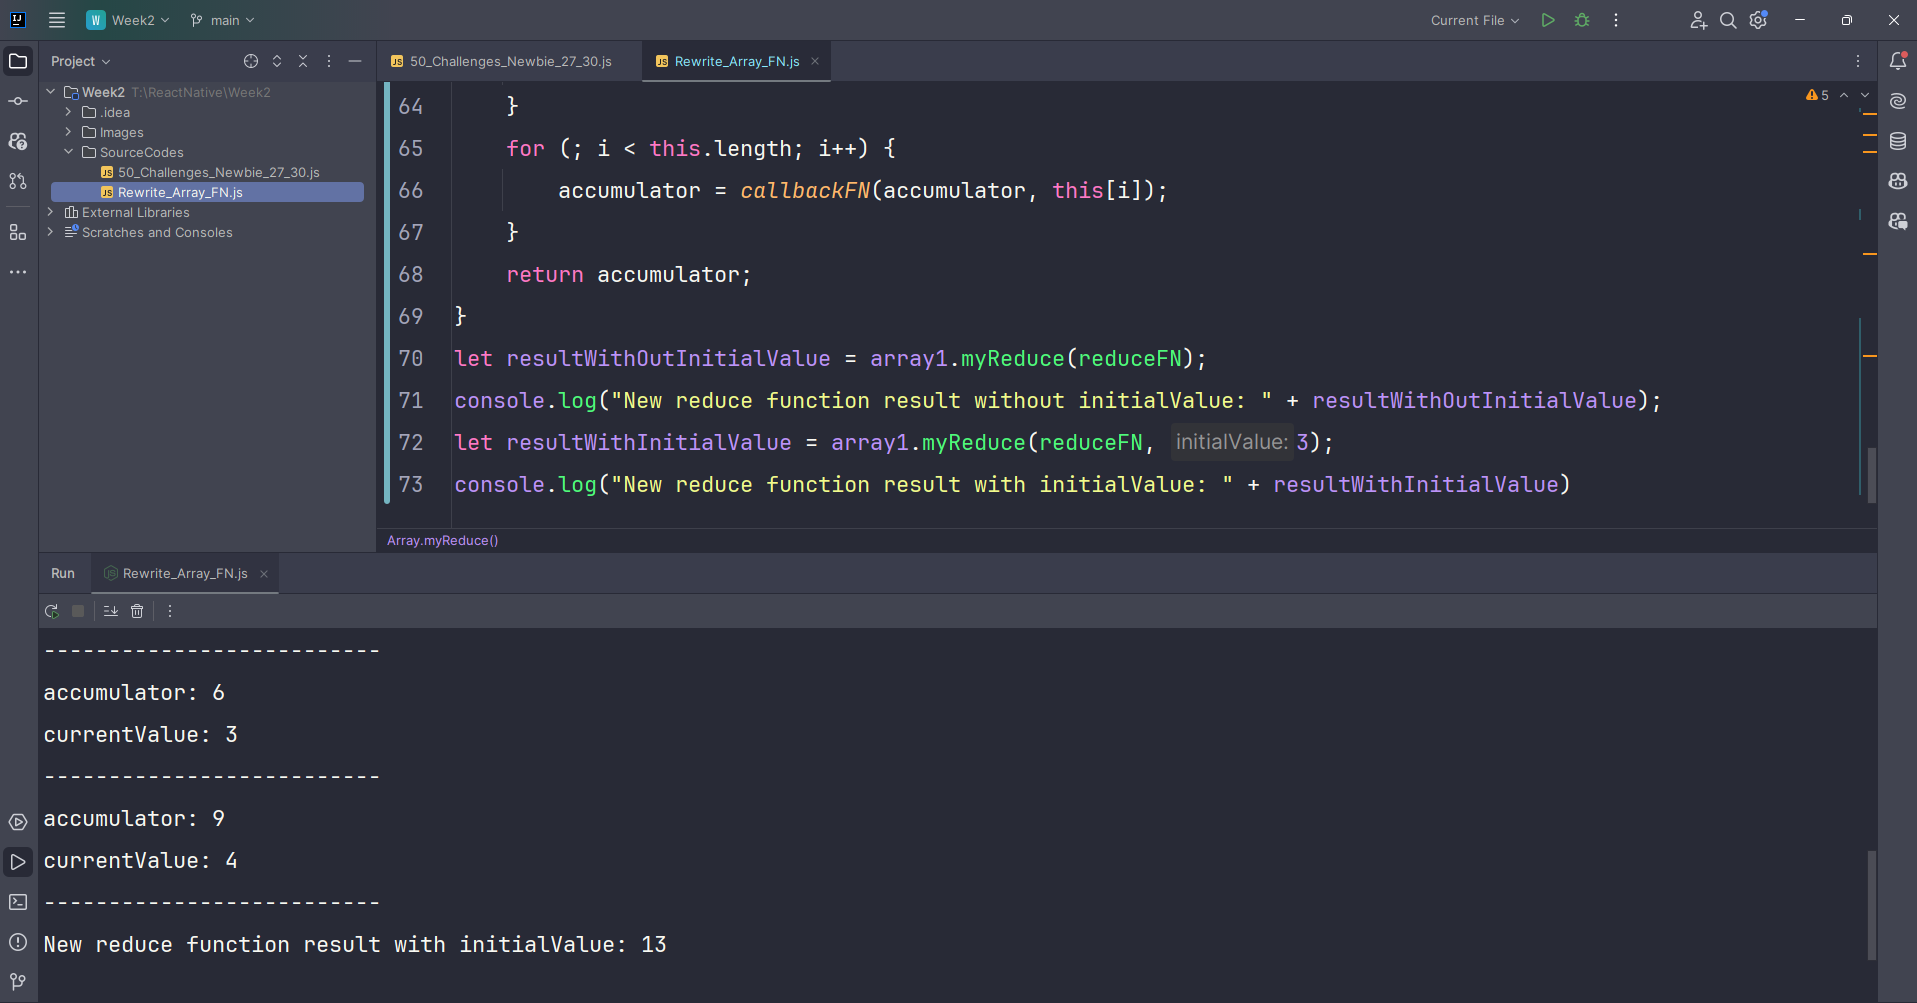 IJ
W Week2
main
Current File
Project
50_Challenges_Newbie_27_30.js
Rewrite_Array_FN.js
Week2 T:\ReactNative\Week2
.idea
Images
SourceCodes
JS 50_Challenges_Newbie_27_30.js
JS Rewrite_Array_FN.js
External Libraries
Scratches and Consoles
5
64 }
65 for (; i < this.length; i++) {
66 accumulator = callbackFN(accumulator, this[i]);
67 }
68 return accumulator;
69 }
70 let resultWithOutInitialValue = array1.myReduce(reduceFN);
71 console.log("New reduce function result without initialValue: " + resultWithOutInitialValue);
72 let resultWithInitialValue = array1.myReduce(reduceFN, initialValue: 3);
73 console.log("New reduce function result with initialValue: " + resultWithInitialValue)
Array.myReduce()
Run
Rewrite_Array_FN.js
--------------------------
accumulator: 6
currentValue: 3
--------------------------
accumulator: 9
currentValue: 4
--------------------------
New reduce function result with initialValue: 13